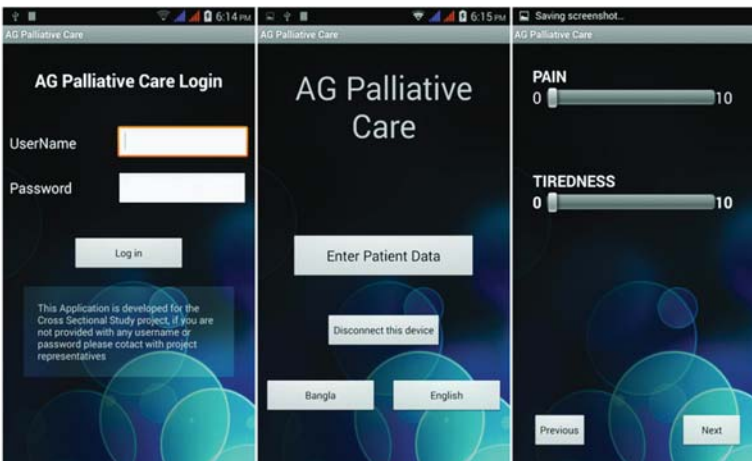 6:14 PM
AG Palliative Care
AG Palliative Care Login
UserName
Password
Log in
This Application is developed for the
Cross Sectional Study project, if you are
not provided with any username or
password please cotact with project
representatives
6:15 PM
AG Palliative Care
AG Palliative
Care
Enter Patient Data
Disconnect this device
Bangla English
Saving screenshot...
AG Palliative Care
PAIN
0 10
TIREDNESS
0 10
Previous Next